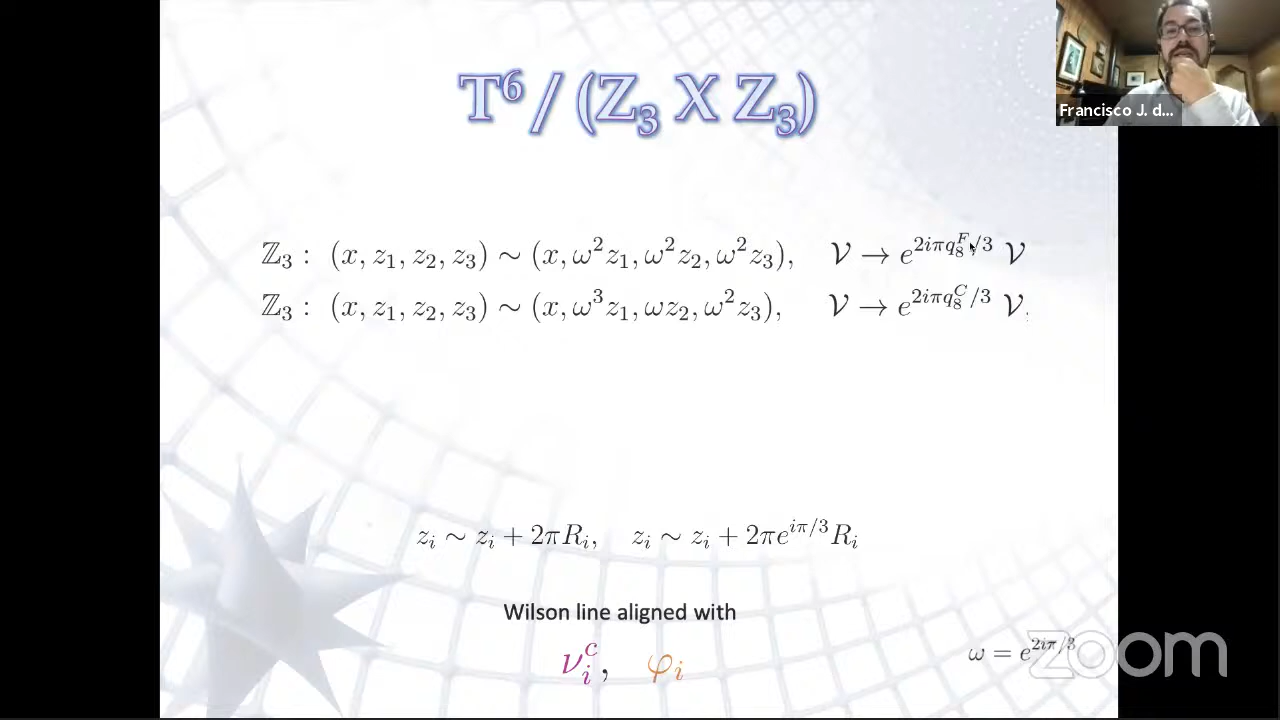 T⁶ / (Z₃ X Z₃)
Francisco J. d...
ℤ₃ : (x, z₁, z₂, z₃) ∼ (x, ω²z₁, ω²z₂, ω²z₃), 𝒱 → e^{2iπq₈^F/3} 𝒱
ℤ₃ : (x, z₁, z₂, z₃) ∼ (x, ω³z₁, ωz₂, ω²z₃), 𝒱 → e^{2iπq₈^C/3} 𝒱,
zᵢ ∼ zᵢ + 2πRᵢ, zᵢ ∼ zᵢ + 2πe^{iπ/3}Rᵢ
Wilson line aligned with
νᵢᶜ, φᵢ
ω = e^{2iπ/3}
zoom